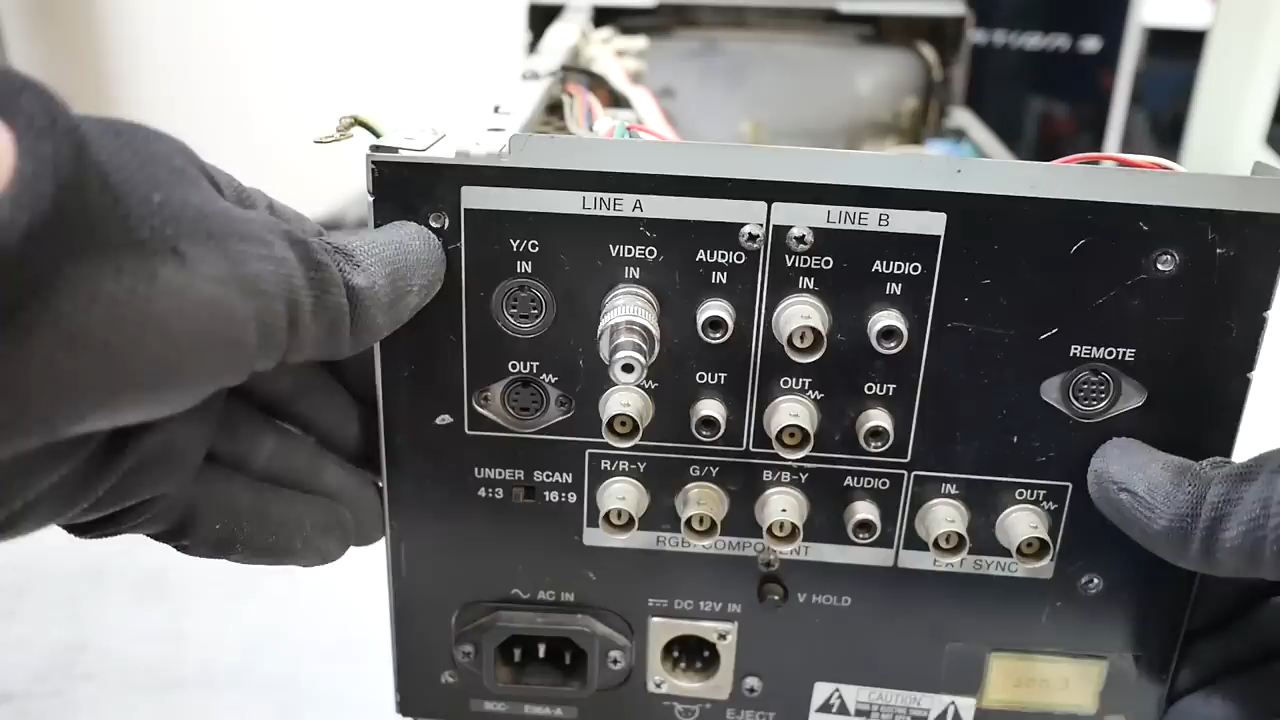 LINE A
LINE B
Y/C
IN
VIDEO
IN
AUDIO
IN
VIDEO
IN
AUDIO
IN
OUT
OUT
OUT
OUT
REMOTE
UNDER SCAN
4:3
16:9
R/R-Y
G/Y
B/B-Y
AUDIO
RGB/COMPONENT
IN
OUT
EXT SYNC
AC IN
DC 12V IN
V HOLD
EJECT
CAUTION